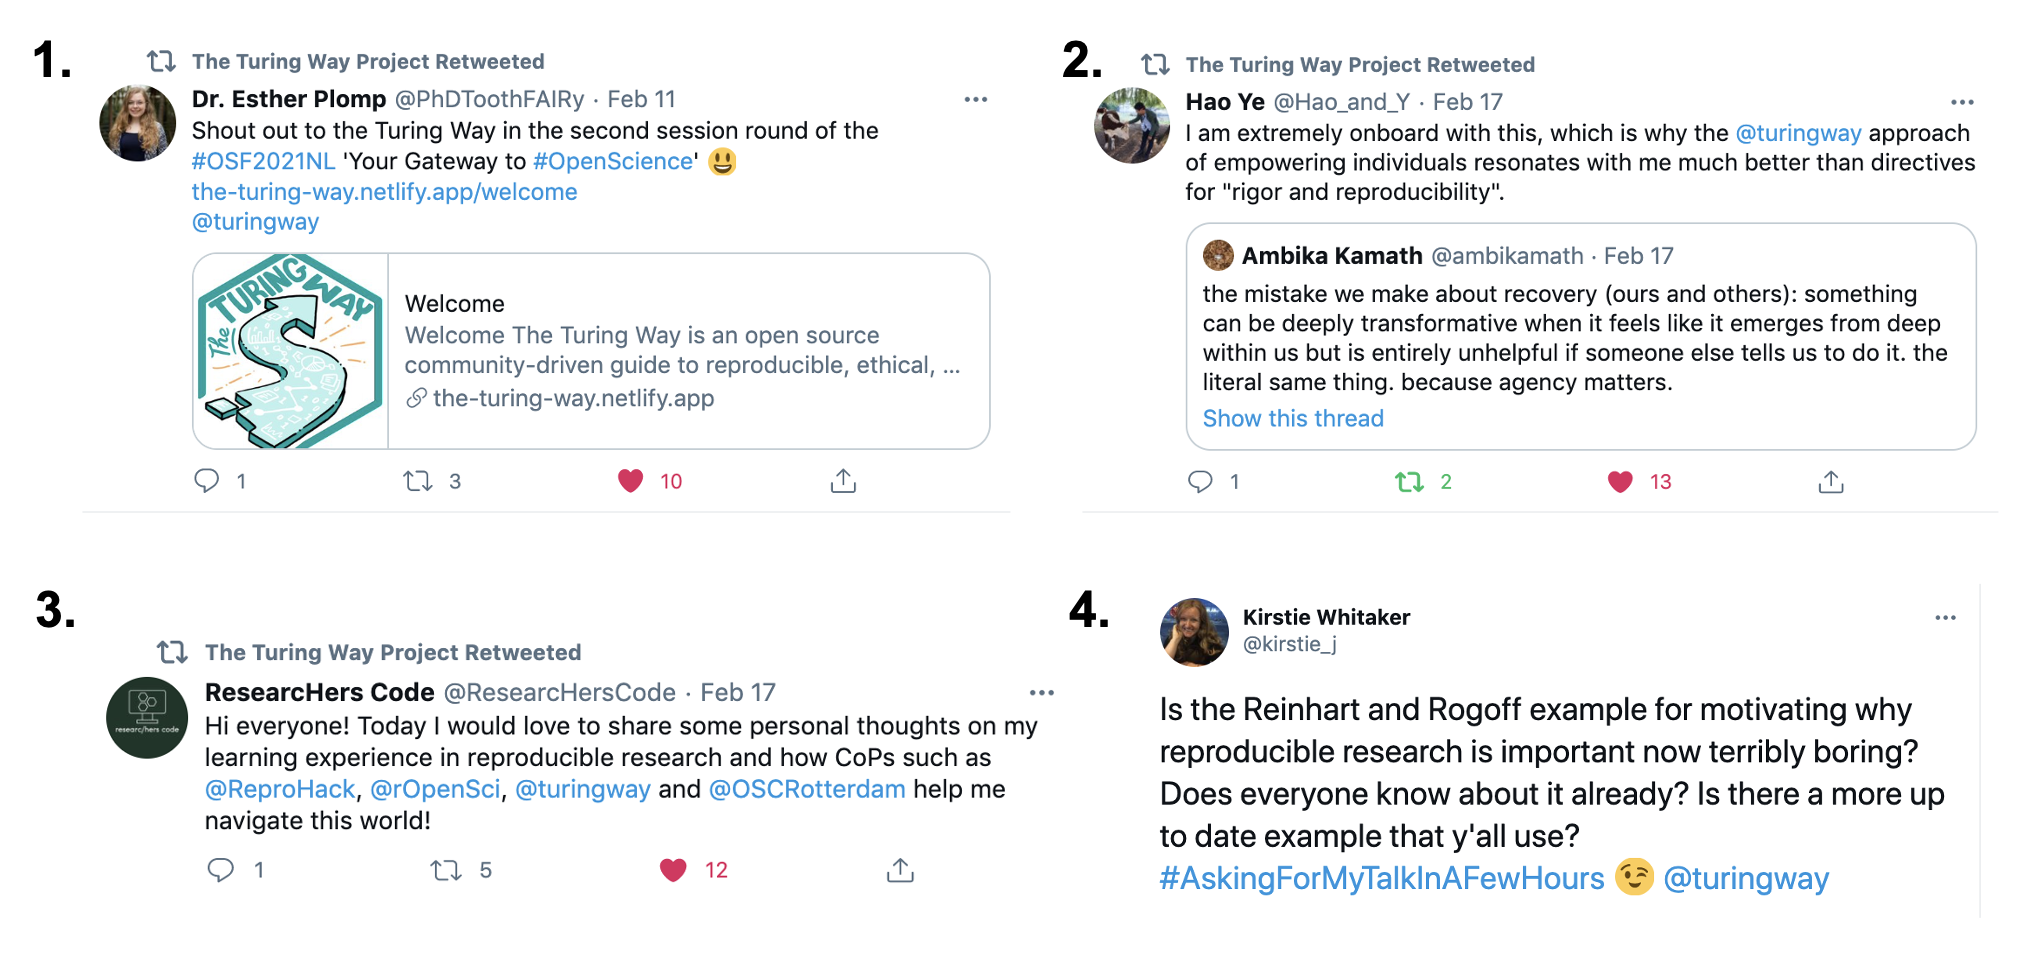 1.
The Turing Way Project Retweeted
Dr. Esther Plomp @PhDToothFAIRy · Feb 11
Shout out to the Turing Way in the second session round of the
#OSF2021NL 'Your Gateway to #OpenScience' 😃
the-turing-way.netlify.app/welcome
@turingway
The TURING WAY
Welcome
Welcome The Turing Way is an open source
community-driven guide to reproducible, ethical, ...
the-turing-way.netlify.app
1 3 10
2.
The Turing Way Project Retweeted
Hao Ye @Hao_and_Y · Feb 17
I am extremely onboard with this, which is why the @turingway approach
of empowering individuals resonates with me much better than directives
for "rigor and reproducibility".
Ambika Kamath @ambikamath · Feb 17
the mistake we make about recovery (ours and others): something
can be deeply transformative when it feels like it emerges from deep
within us but is entirely unhelpful if someone else tells us to do it. the
literal same thing. because agency matters.
Show this thread
1 2 13
3.
The Turing Way Project Retweeted
researc/hers code
ResearcHers Code @ResearcHersCode · Feb 17
Hi everyone! Today I would love to share some personal thoughts on my
learning experience in reproducible research and how CoPs such as
@ReproHack, @rOpenSci, @turingway and @OSCRotterdam help me
navigate this world!
1 5 12
4.
Kirstie Whitaker
@kirstie_j
Is the Reinhart and Rogoff example for motivating why
reproducible research is important now terribly boring?
Does everyone know about it already? Is there a more up
to date example that y'all use?
#AskingForMyTalkInAFewHours 😉 @turingway